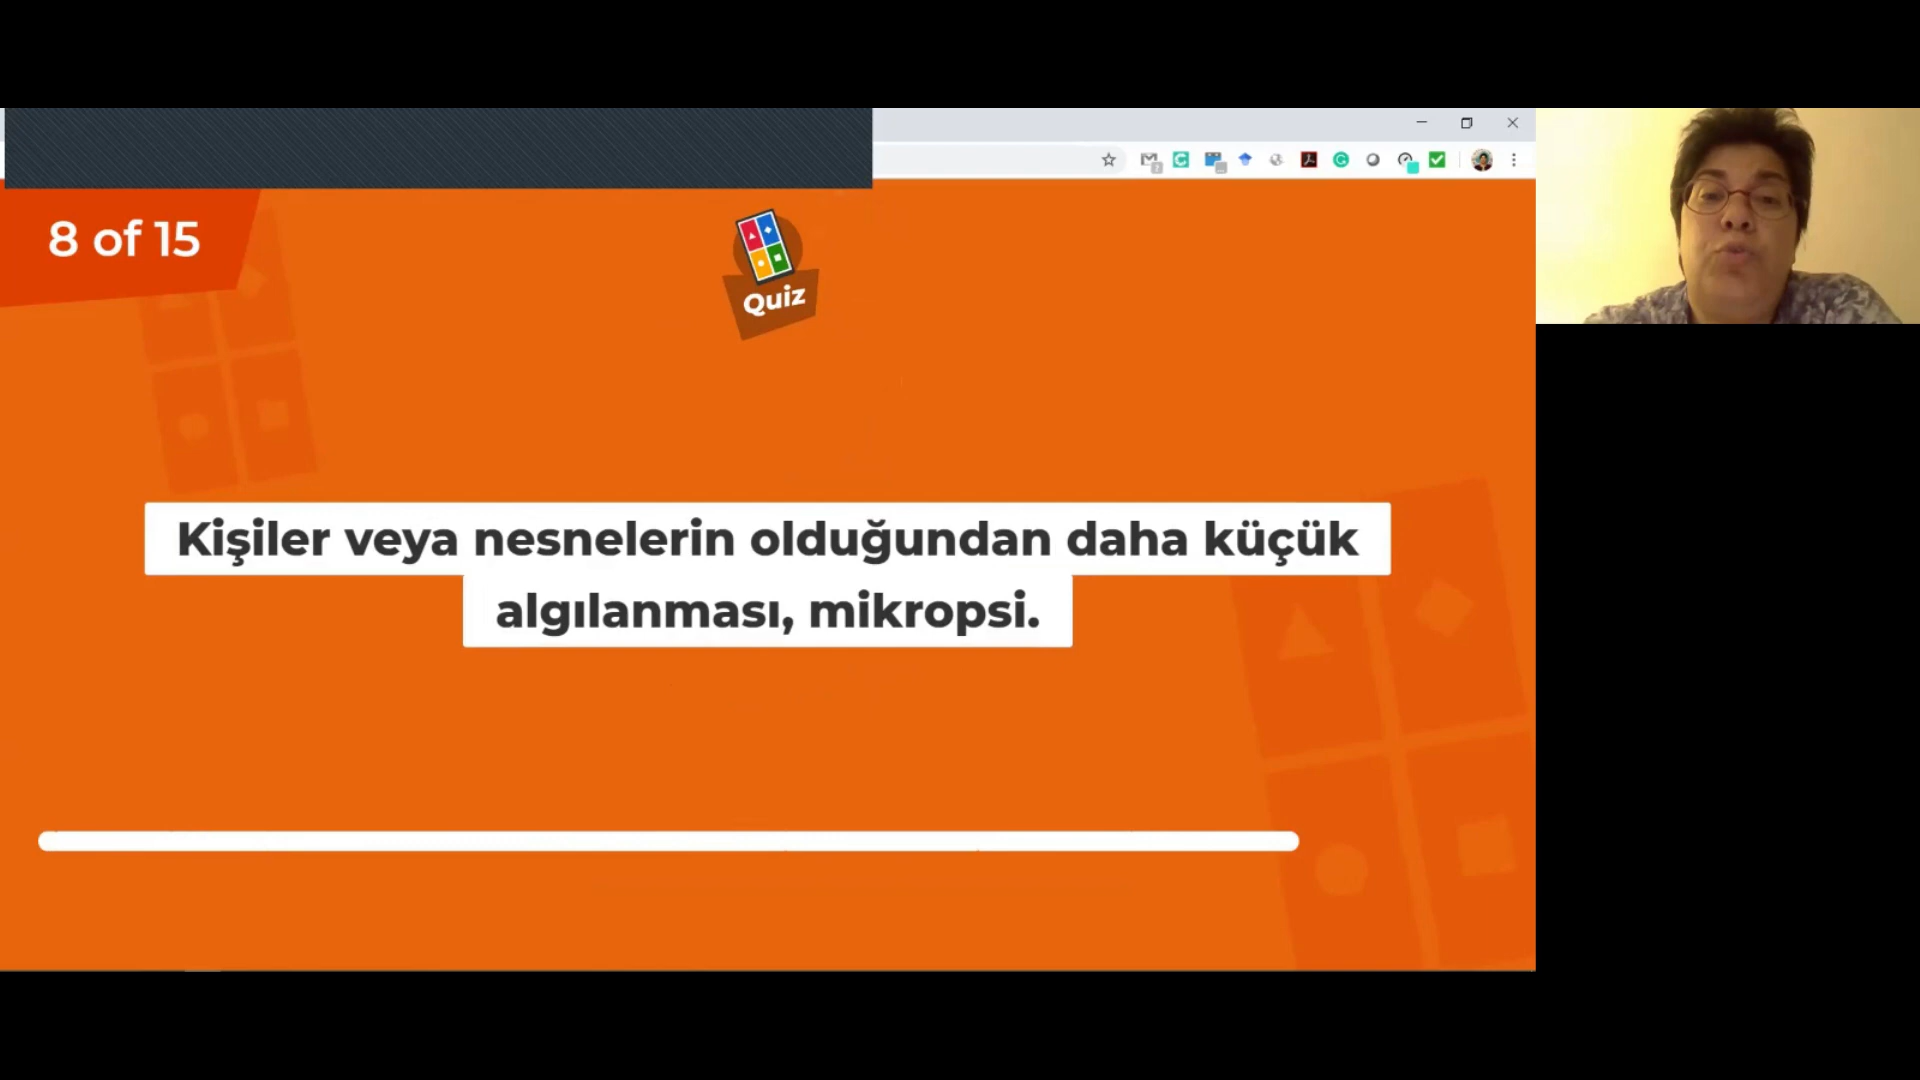 8 of 15
Quiz
Kişiler veya nesnelerin olduğundan daha küçük
algılanması, mikropsi.